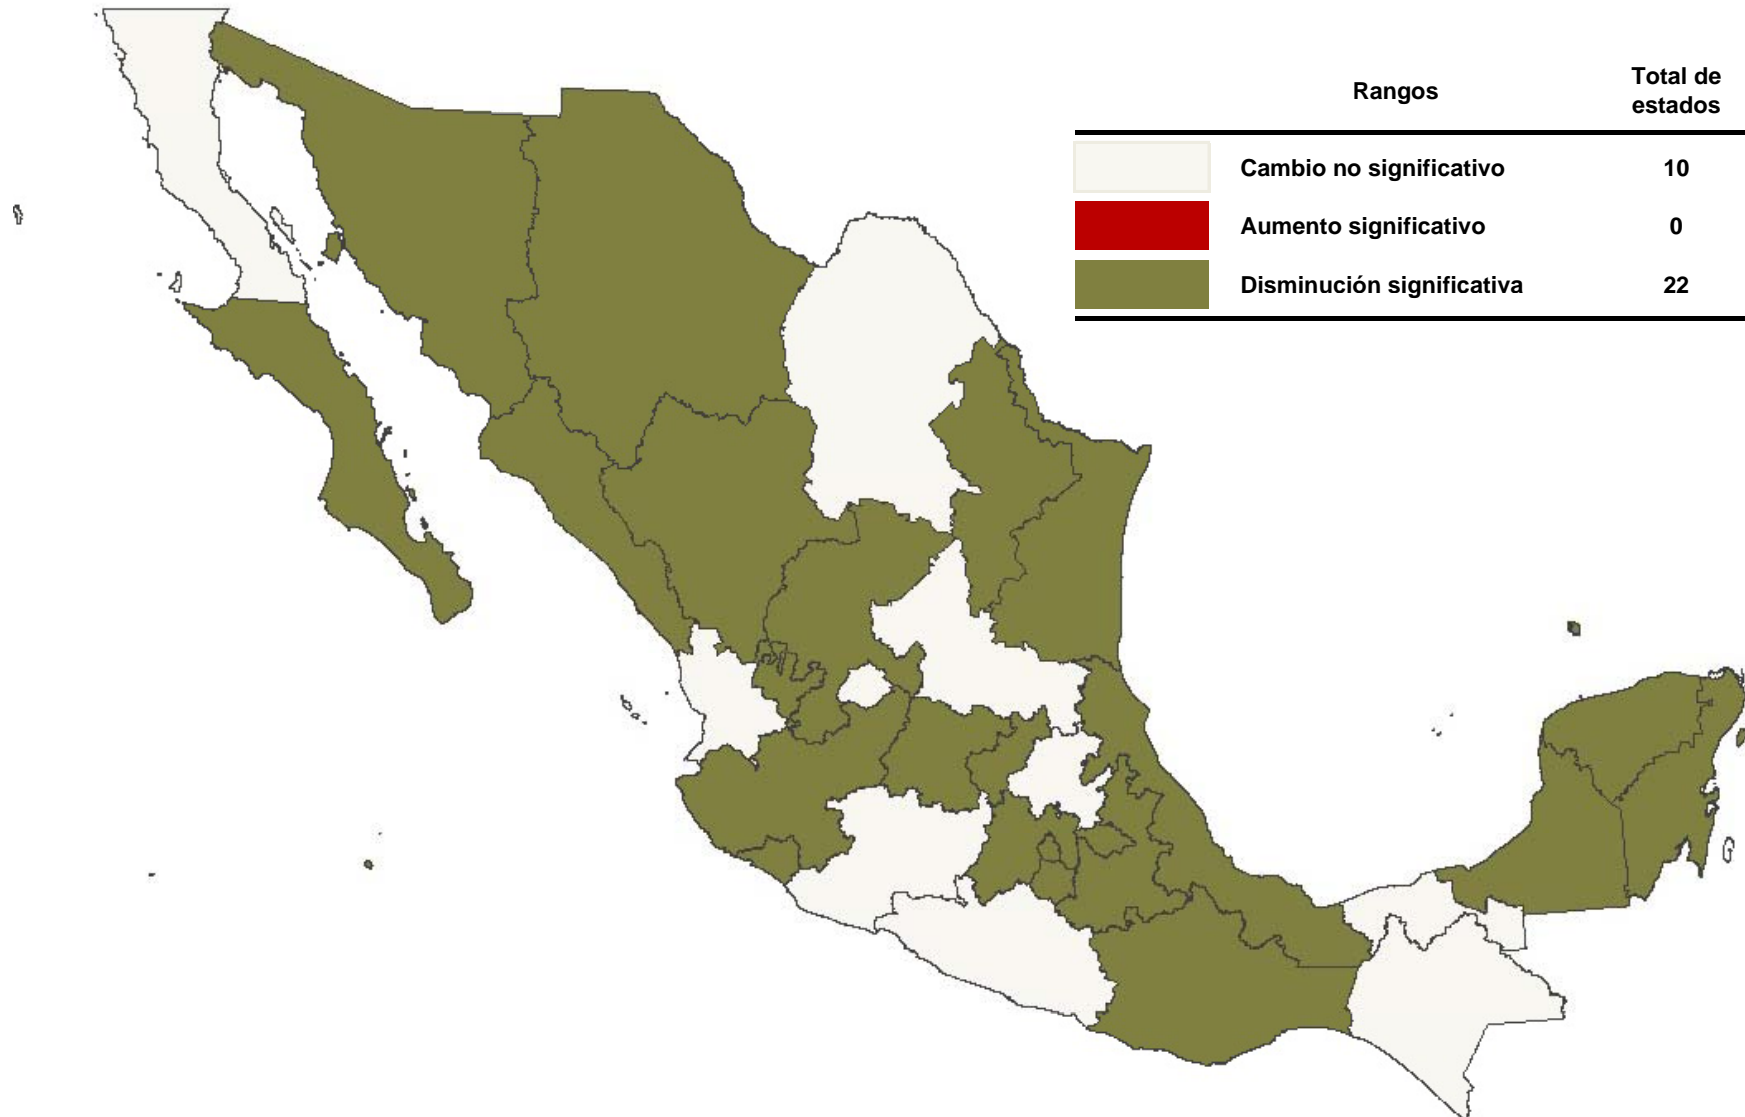 Rangos
Total de
estados
Cambio no significativo 10
Aumento significativo 0
Disminución significativa 22